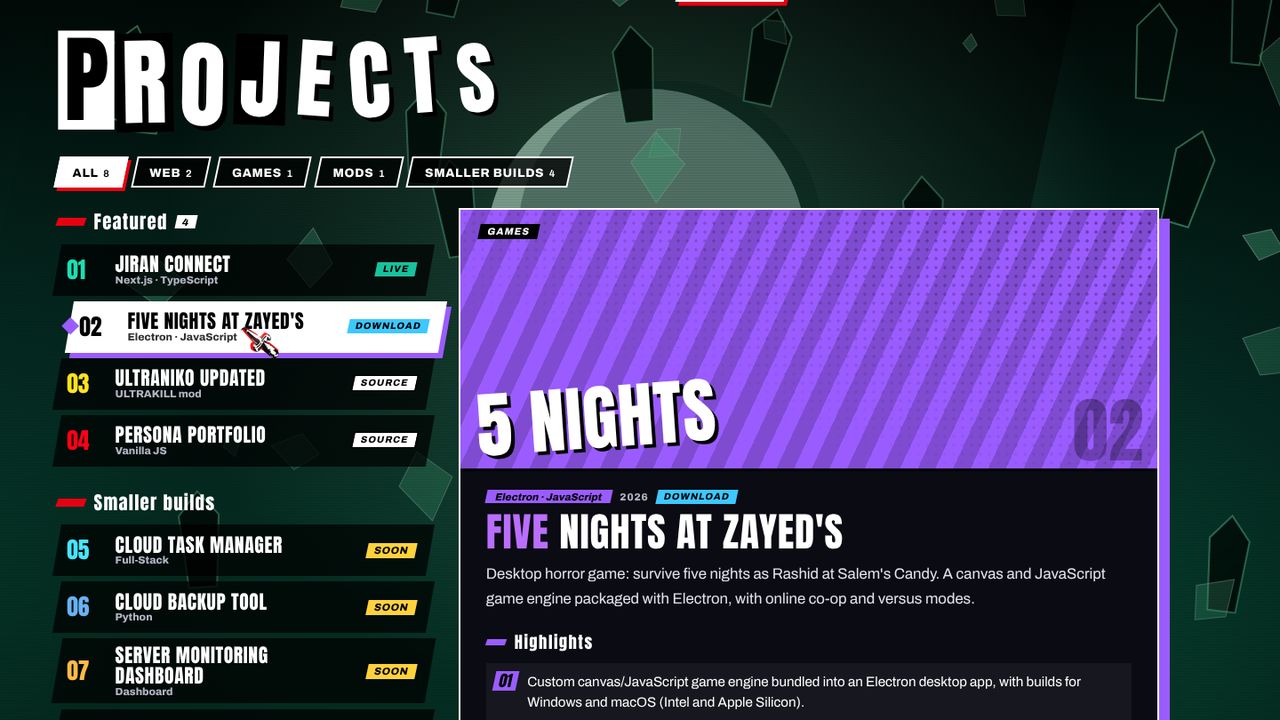 PROJECTS
ALL 8
WEB 2
GAMES 1
MODS 1
SMALLER BUILDS 4
Featured 4
01 JIRAN CONNECT
Next.js · TypeScript
LIVE
02 FIVE NIGHTS AT ZAYED'S
Electron · JavaScript
DOWNLOAD
03 ULTRANIKO UPDATED
ULTRAKILL mod
SOURCE
04 PERSONA PORTFOLIO
Vanilla JS
SOURCE
Smaller builds
05 CLOUD TASK MANAGER
Full-Stack
SOON
06 CLOUD BACKUP TOOL
Python
SOON
07 SERVER MONITORING
DASHBOARD
Dashboard
SOON
GAMES
5 NIGHTS
02
Electron · JavaScript 2026 DOWNLOAD
FIVE NIGHTS AT ZAYED'S
Desktop horror game: survive five nights as Rashid at Salem's Candy. A canvas and JavaScript
game engine packaged with Electron, with online co-op and versus modes.
Highlights
01 Custom canvas/JavaScript game engine bundled into an Electron desktop app, with builds for
Windows and macOS (Intel and Apple Silicon).